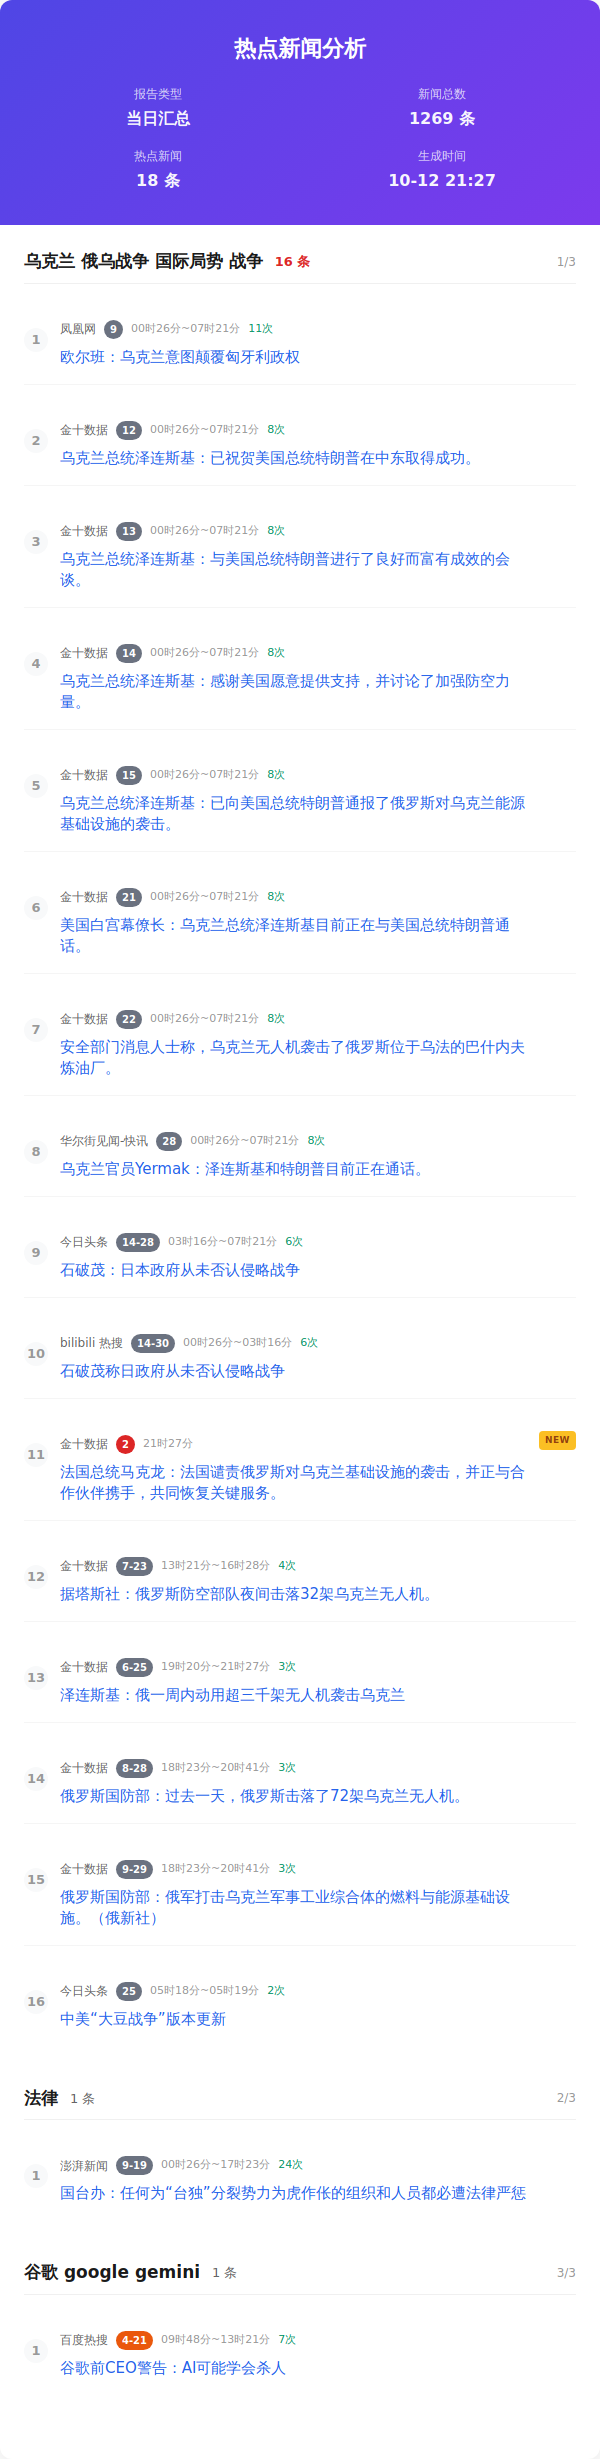 热点新闻分析
报告类型
新闻总数
当日汇总
1269 条
热点新闻
生成时间
18 条
10-12 21:27
乌克兰 俄乌战争 国际局势 战争 16 条 1/3
1 凤凰网 9 00时26分~07时21分 11次
欧尔班：乌克兰意图颠覆匈牙利政权
2 金十数据 12 00时26分~07时21分 8次
乌克兰总统泽连斯基：已祝贺美国总统特朗普在中东取得成功。
3 金十数据 13 00时26分~07时21分 8次
乌克兰总统泽连斯基：与美国总统特朗普进行了良好而富有成效的会
谈。
4 金十数据 14 00时26分~07时21分 8次
乌克兰总统泽连斯基：感谢美国愿意提供支持，并讨论了加强防空力
量。
5 金十数据 15 00时26分~07时21分 8次
乌克兰总统泽连斯基：已向美国总统特朗普通报了俄罗斯对乌克兰能源
基础设施的袭击。
6 金十数据 21 00时26分~07时21分 8次
美国白宫幕僚长：乌克兰总统泽连斯基目前正在与美国总统特朗普通
话。
7 金十数据 22 00时26分~07时21分 8次
安全部门消息人士称，乌克兰无人机袭击了俄罗斯位于乌法的巴什内夫
炼油厂。
8 华尔街见闻-快讯 28 00时26分~07时21分 8次
乌克兰官员Yermak：泽连斯基和特朗普目前正在通话。
9 今日头条 14-28 03时16分~07时21分 6次
石破茂：日本政府从未否认侵略战争
10 bilibili 热搜 14-30 00时26分~03时16分 6次
石破茂称日政府从未否认侵略战争
11 金十数据 2 21时27分 NEW
法国总统马克龙：法国谴责俄罗斯对乌克兰基础设施的袭击，并正与合
作伙伴携手，共同恢复关键服务。
12 金十数据 7-23 13时21分~16时28分 4次
据塔斯社：俄罗斯防空部队夜间击落32架乌克兰无人机。
13 金十数据 6-25 19时20分~21时27分 3次
泽连斯基：俄一周内动用超三千架无人机袭击乌克兰
14 金十数据 8-28 18时23分~20时41分 3次
俄罗斯国防部：过去一天，俄罗斯击落了72架乌克兰无人机。
15 金十数据 9-29 18时23分~20时41分 3次
俄罗斯国防部：俄军打击乌克兰军事工业综合体的燃料与能源基础设
施。（俄新社）
16 今日头条 25 05时18分~05时19分 2次
中美“大豆战争”版本更新
法律 1 条 2/3
1 澎湃新闻 9-19 00时26分~17时23分 24次
国台办：任何为“台独”分裂势力为虎作伥的组织和人员都必遭法律严惩
谷歌 google gemini 1 条 3/3
1 百度热搜 4-21 09时48分~13时21分 7次
谷歌前CEO警告：AI可能学会杀人